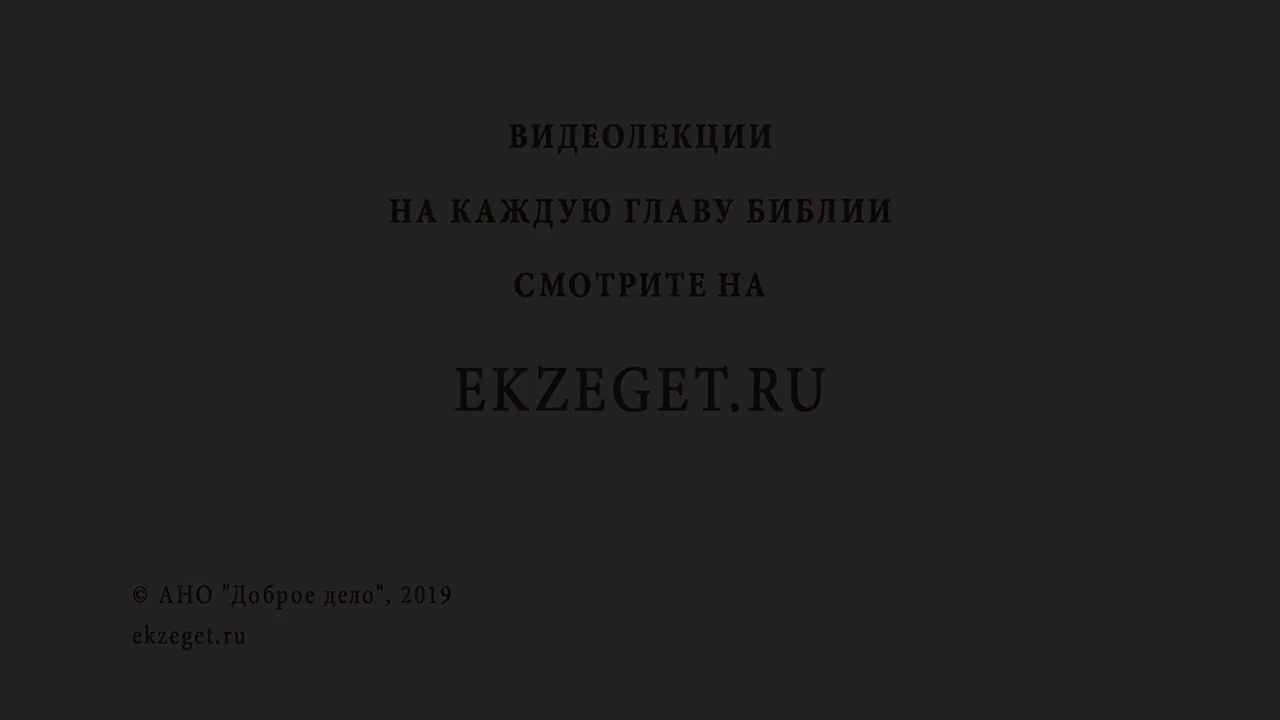 ВИДЕОЛЕКЦИИ
НА КАЖДУЮ ГЛАВУ БИБЛИИ
СМОТРИТЕ НА
EKZEGET.RU
© АНО "Доброе дело", 2019
ekzeget.ru